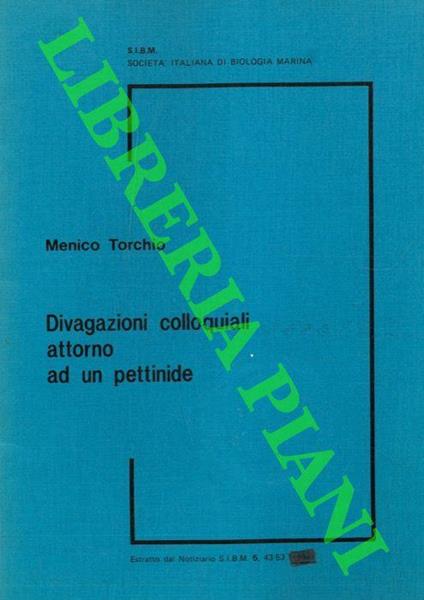 S.I.B.M.
SOCIETA' ITALIANA DI BIOLOGIA MARINA
Menico Torchio
Divagazioni colloquiali
attorno
ad un pettinide
Estratto dal Notiziario S.I.B.M. 5, 43-53
LIBRERIA PIANI